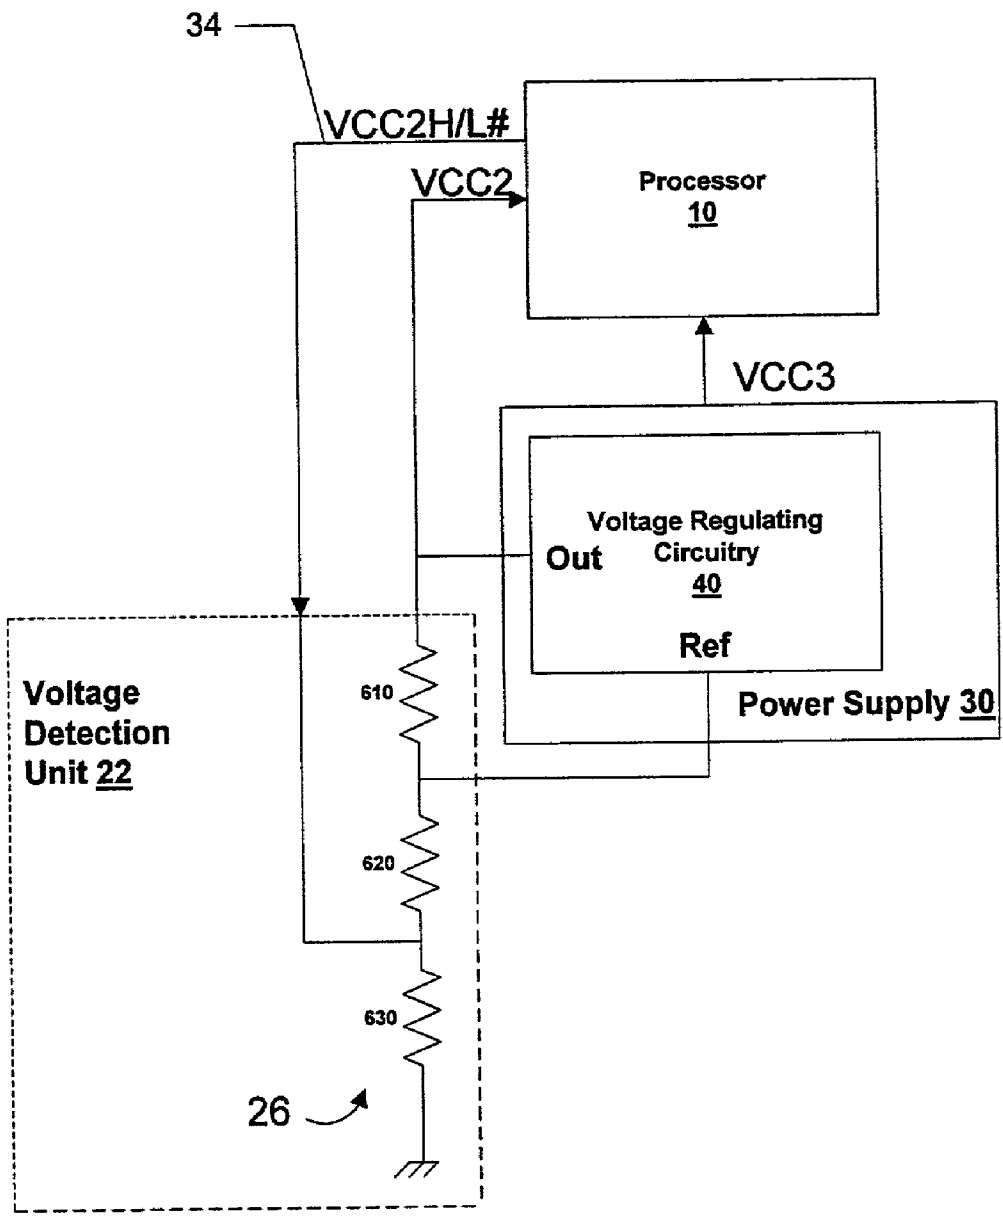 34
VCC2H/L#
VCC2
Processor
10
VCC3
Voltage Regulating
Circuitry
40
Out
Ref
Power Supply 30
Voltage
Detection
Unit 22
610
620
630
26